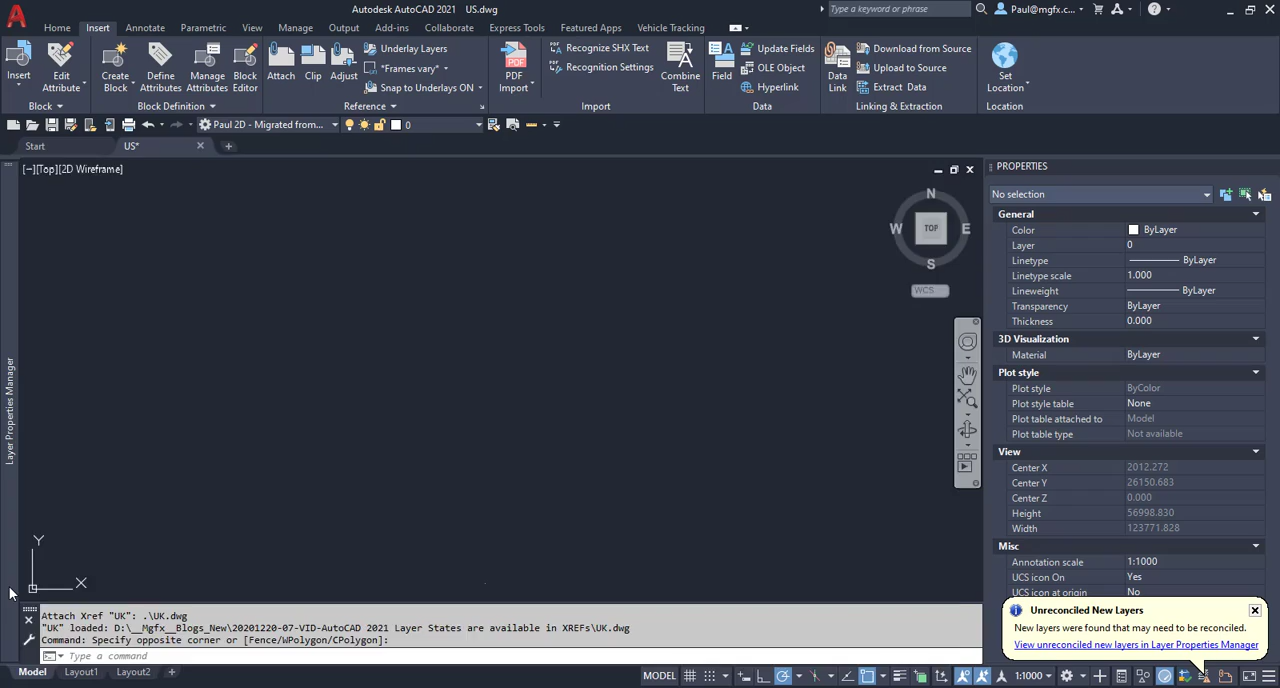 Autodesk AutoCAD 2021 US.dwg
Type a keyword or phrase
Paul@mgfx.c...
Home Insert Annotate Parametric View Manage Output Add-ins Collaborate Express Tools Featured Apps Vehicle Tracking
Insert
Edit Attribute
Create Block
Define Attributes
Manage Attributes
Block Editor
Attach
Clip
Adjust
Underlay Layers
*Frames vary*
Snap to Underlays ON
PDF Import
Recognize SHX Text
Recognition Settings
Combine Text
Field
Update Fields
OLE Object
Hyperlink
Data Link
Download from Source
Upload to Source
Extract Data
Set Location
Block
Block Definition
Reference
Import
Data
Linking & Extraction
Location
Paul 2D - Migrated from...
0
Start
US*
[−][Top][2D Wireframe]
N
W
TOP
E
S
WCS
Layer Properties Manager
PROPERTIES
No selection
General
Color ByLayer
Layer 0
Linetype ByLayer
Linetype scale 1.000
Lineweight ByLayer
Transparency ByLayer
Thickness 0.000
3D Visualization
Material ByLayer
Plot style
Plot style ByColor
Plot style table None
Plot table attached to Model
Plot table type Not available
View
Center X 2012.272
Center Y 26150.683
Center Z 0.000
Height 56998.830
Width 123771.828
Misc
Annotation scale 1:1000
UCS icon On Yes
UCS icon at origin No
Y
X
Attach Xref "UK": .\UK.dwg
"UK" loaded: D:\__Mgfx__Blogs_New\20201220-07-VID-AutoCAD 2021 Layer States are available in XREFs\UK.dwg
Command: Specify opposite corner or [Fence/WPolygon/CPolygon]:
Type a command
Unreconciled New Layers
New layers were found that may need to be reconciled.
View unreconciled new layers in Layer Properties Manager
Model Layout1 Layout2
MODEL
1:1000